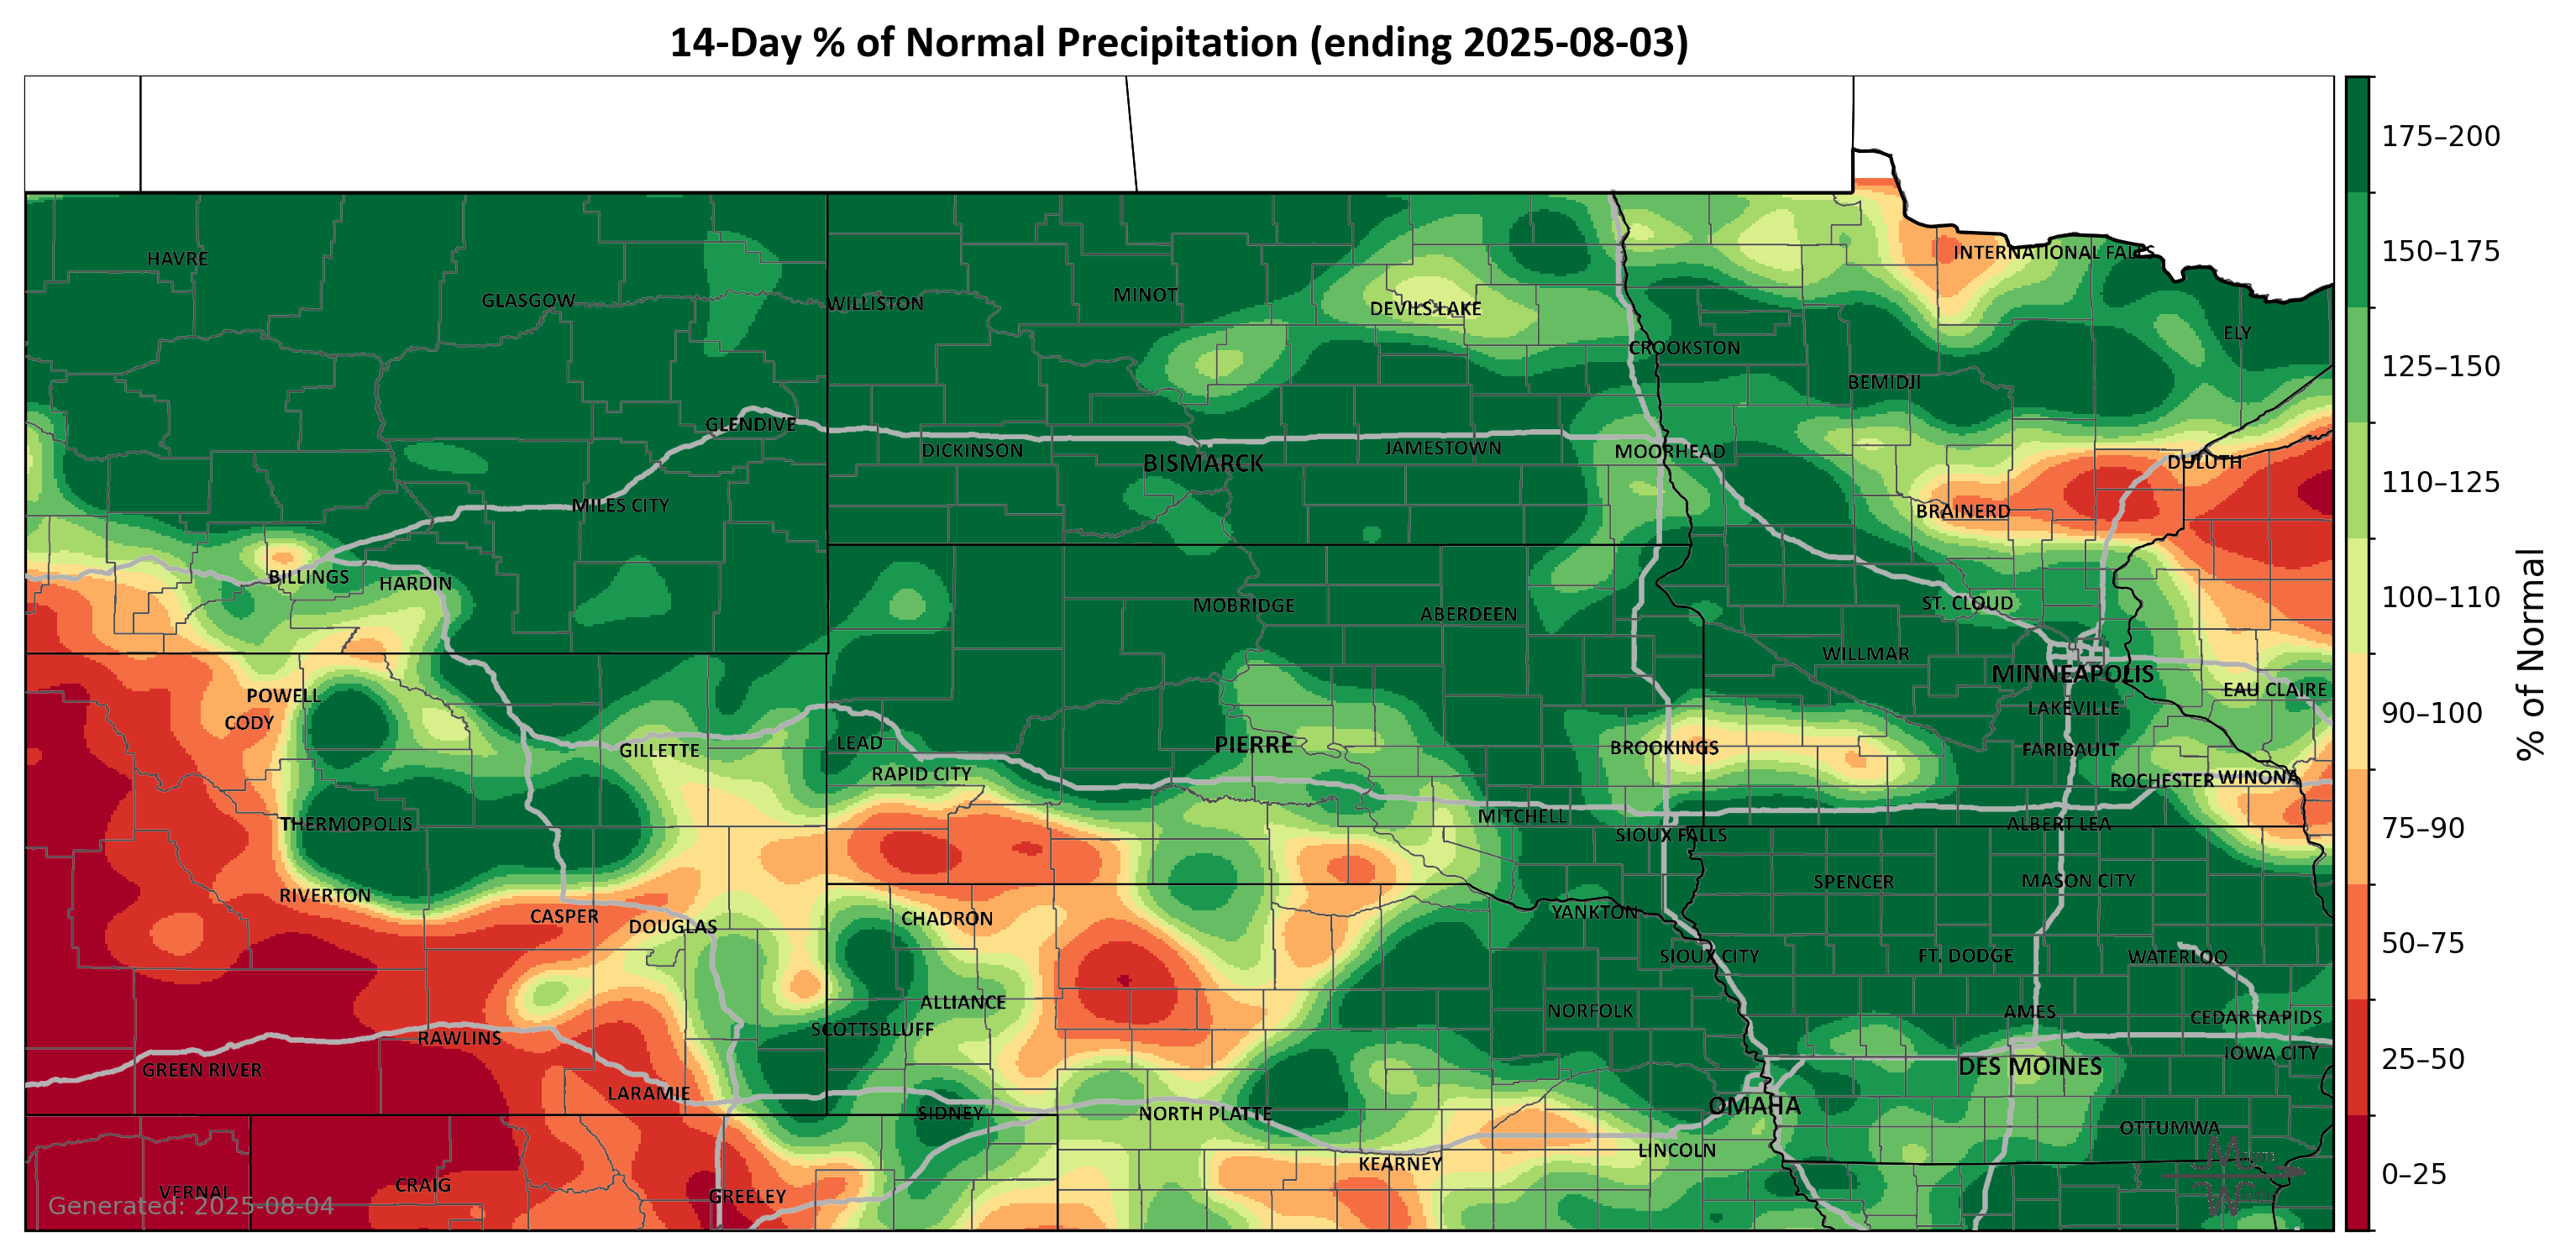 14-Day % of Normal Precipitation (ending 2025-08-03)
175–200
INTERNATIONAL FALLS
150–175
HAVRE
MINOT
GLASGOW
WILLISTON
DEVILS LAKE
ELY
CROOKSTON
125–150
BEMIDJI
GLENDIVE
DICKINSON
JAMESTOWN
MOORHEAD
BISMARCK
DULUTH
110–125
MILES CITY
BRAINERD
BILLINGS
HARDIN
100–110
MOBRIDGE
ABERDEEN
ST. CLOUD
WILLMAR
MINNEAPOLIS
% of Normal
POWELL
EAU CLAIRE
CODY
LAKEVILLE
90–100
GILLETTE
LEAD
PIERRE
BROOKINGS
FARIBAULT
RAPID CITY
ROCHESTER
WINONA
THERMOPOLIS
MITCHELL
SIOUX FALLS
ALBERT LEA
75–90
RIVERTON
SPENCER
MASON CITY
CASPER
DOUGLAS
CHADRON
YANKTON
SIOUX CITY
FT. DODGE
WATERLOO
50–75
ALLIANCE
NORFOLK
AMES
CEDAR RAPIDS
RAWLINS
SCOTTSBLUFF
IOWA CITY
25–50
GREEN RIVER
DES MOINES
LARAMIE
SIDNEY
NORTH PLATTE
OMAHA
OTTUMWA
LINCOLN
KEARNEY
0–25
VERNAL
CRAIG
GREELEY
Generated: 2025-08-04